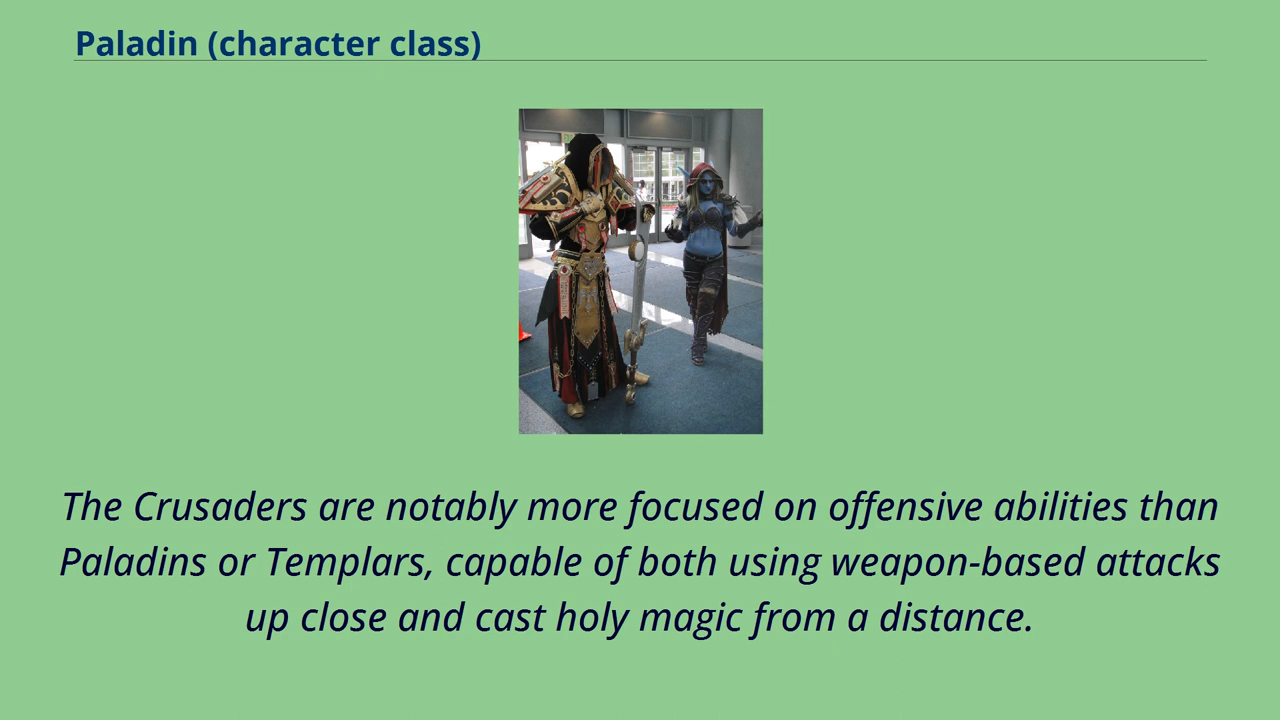 Paladin (character class)
The Crusaders are notably more focused on offensive abilities than
Paladins or Templars, capable of both using weapon-based attacks
up close and cast holy magic from a distance.